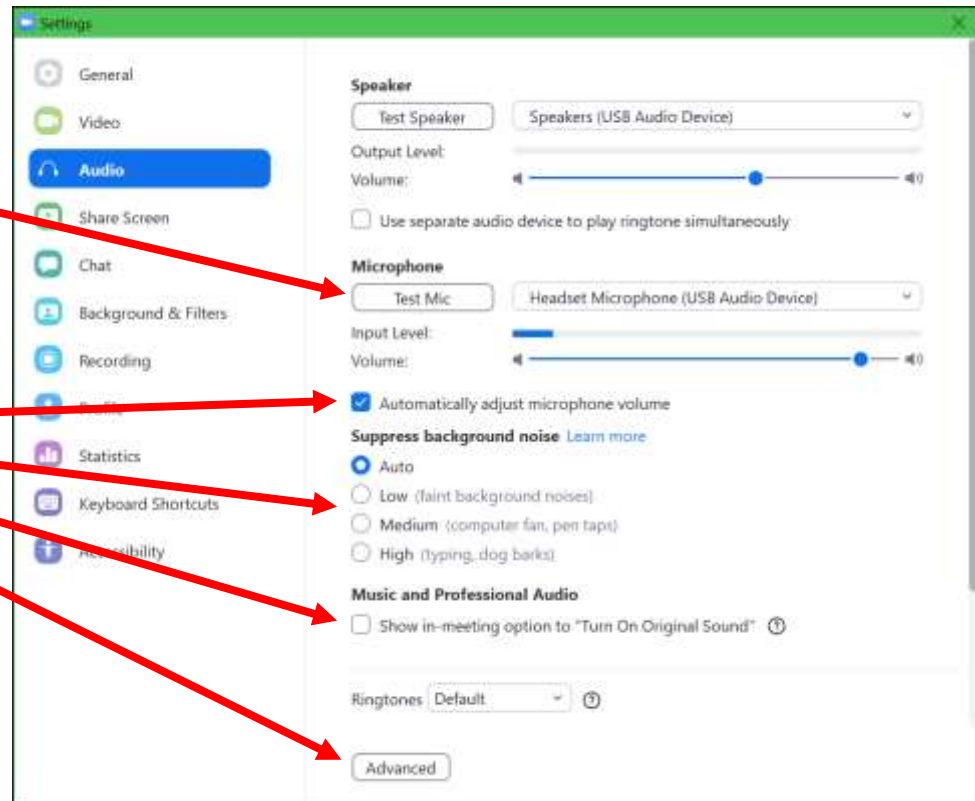 Settings
General
Video
Audio
Share Screen
Chat
Background & Filters
Recording
Profile
Statistics
Keyboard Shortcuts
Accessibility
Speaker
Test Speaker Speakers (USB Audio Device)
Output Level:
Volume:
Use separate audio device to play ringtone simultaneously
Microphone
Test Mic Headset Microphone (USB Audio Device)
Input Level:
Volume:
Automatically adjust microphone volume
Suppress background noise Learn more
Auto
Low (faint background noises)
Medium (computer fan, pen taps)
High (typing, dog barks)
Music and Professional Audio
Show in-meeting option to "Turn On Original Sound"
Ringtones Default
Advanced